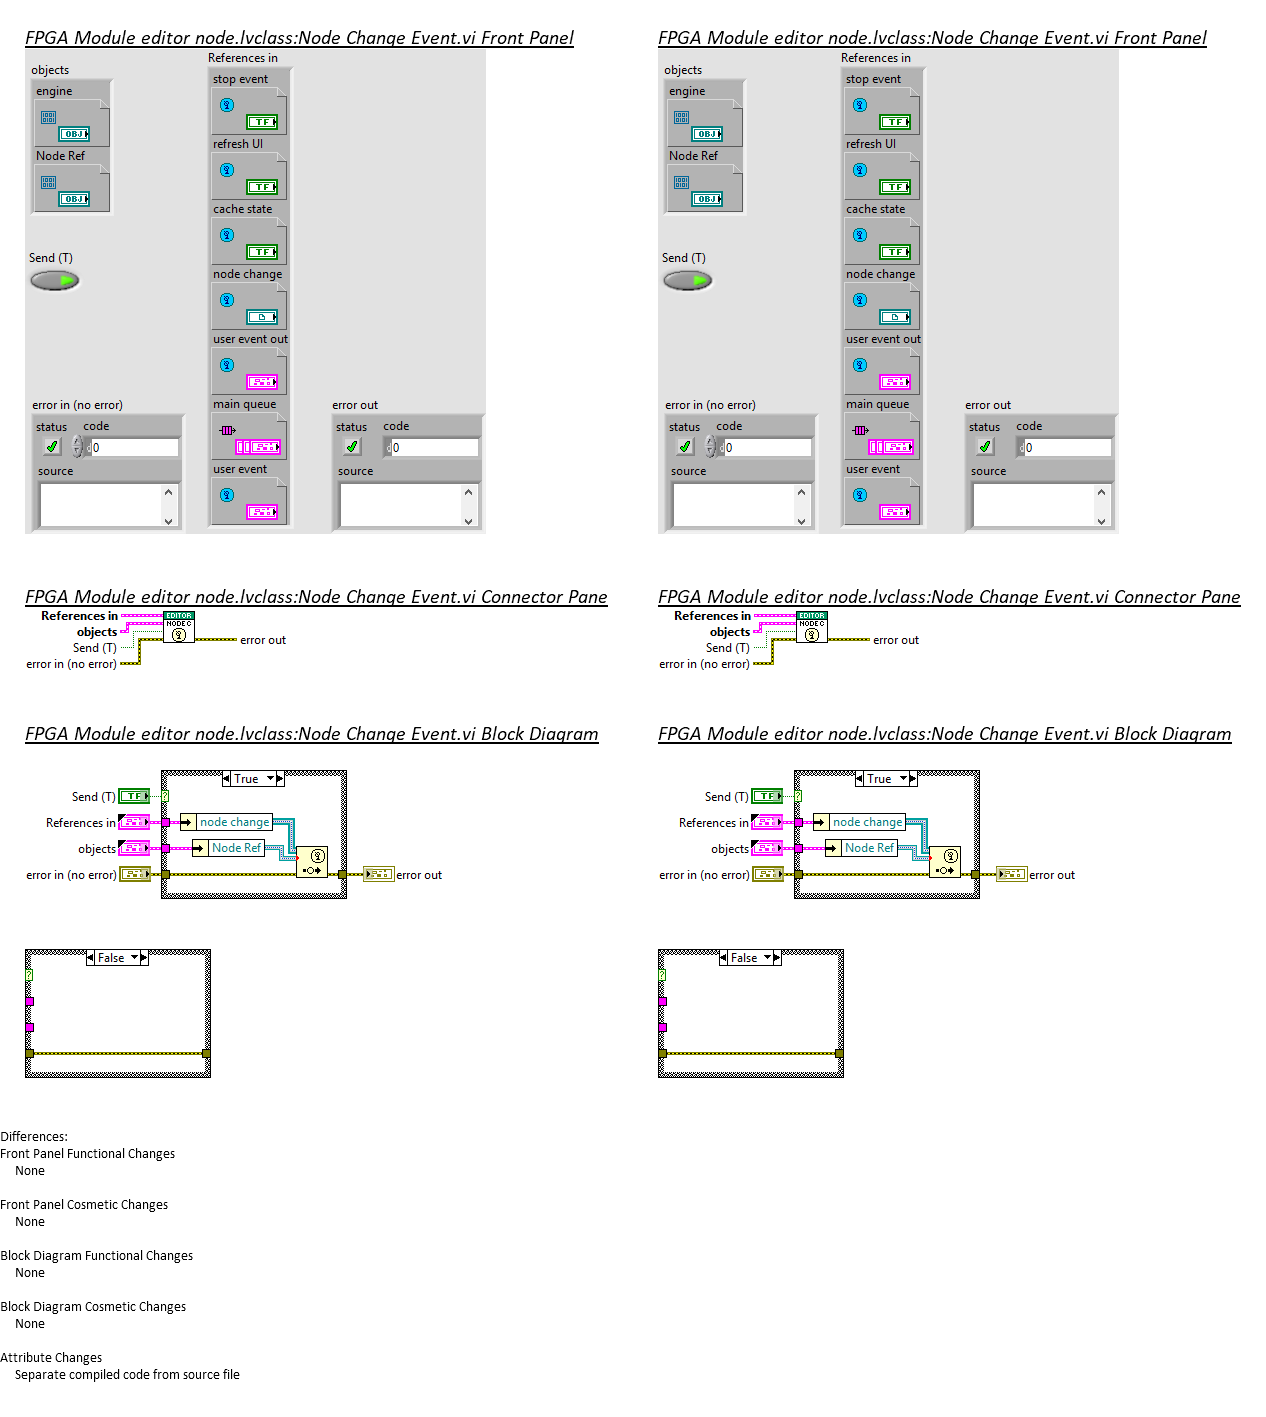 FPGA Module editor node.lvclass:Node Change Event.vi Front Panel
References in
objects
stop event
engine
TF
OBJ
refresh UI
Node Ref
TF
OBJ
cache state
TF
Send (T)
node change
user event out
error in (no error)
main queue
error out
status
code
0
status
code
0
source
user event
source
FPGA Module editor node.lvclass:Node Change Event.vi Front Panel
References in
objects
stop event
engine
TF
OBJ
refresh UI
Node Ref
TF
OBJ
cache state
TF
Send (T)
node change
user event out
error in (no error)
main queue
error out
status
code
0
status
code
0
source
user event
source
FPGA Module editor node.lvclass:Node Change Event.vi Connector Pane
References in
objects
Send (T)
error in (no error)
EDITOR
NODE C
error out
FPGA Module editor node.lvclass:Node Change Event.vi Connector Pane
References in
objects
Send (T)
error in (no error)
EDITOR
NODE C
error out
FPGA Module editor node.lvclass:Node Change Event.vi Block Diagram
True
Send (T)
TF
?
References in
node change
objects
Node Ref
error in (no error)
error out
False
?
FPGA Module editor node.lvclass:Node Change Event.vi Block Diagram
True
Send (T)
TF
?
References in
node change
objects
Node Ref
error in (no error)
error out
False
?
Differences:
Front Panel Functional Changes
None
Front Panel Cosmetic Changes
None
Block Diagram Functional Changes
None
Block Diagram Cosmetic Changes
None
Attribute Changes
Separate compiled code from source file